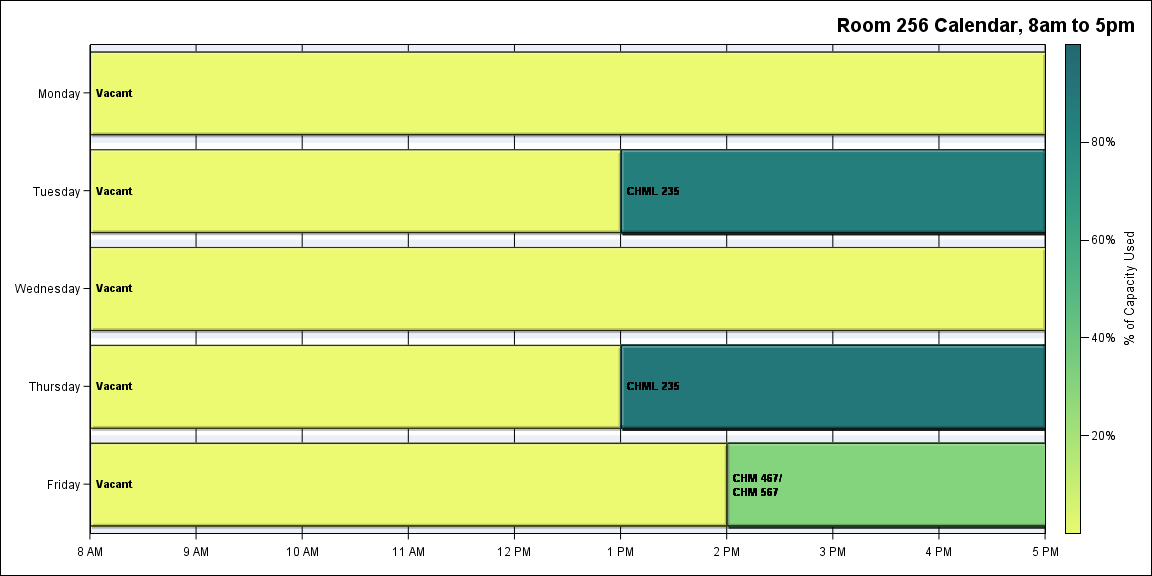 Room 256 Calendar, 8am to 5pm
Monday
Vacant
Tuesday
Vacant
CHML 235
Wednesday
Vacant
Thursday
Vacant
CHML 235
Friday
Vacant
CHM 467/
CHM 567
8 AM
9 AM
10 AM
11 AM
12 PM
1 PM
2 PM
3 PM
4 PM
5 PM
80%
60%
40%
20%
% of Capacity Used